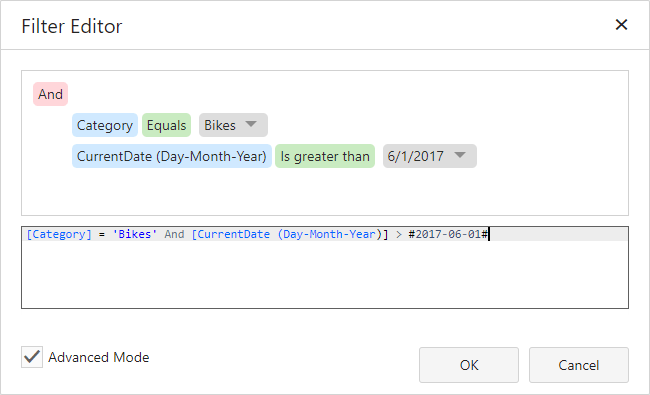 Filter Editor
And
Category Equals Bikes
CurrentDate (Day-Month-Year) Is greater than 6/1/2017
[Category] = 'Bikes' And [CurrentDate (Day-Month-Year)] > #2017-06-01#
Advanced Mode OK Cancel